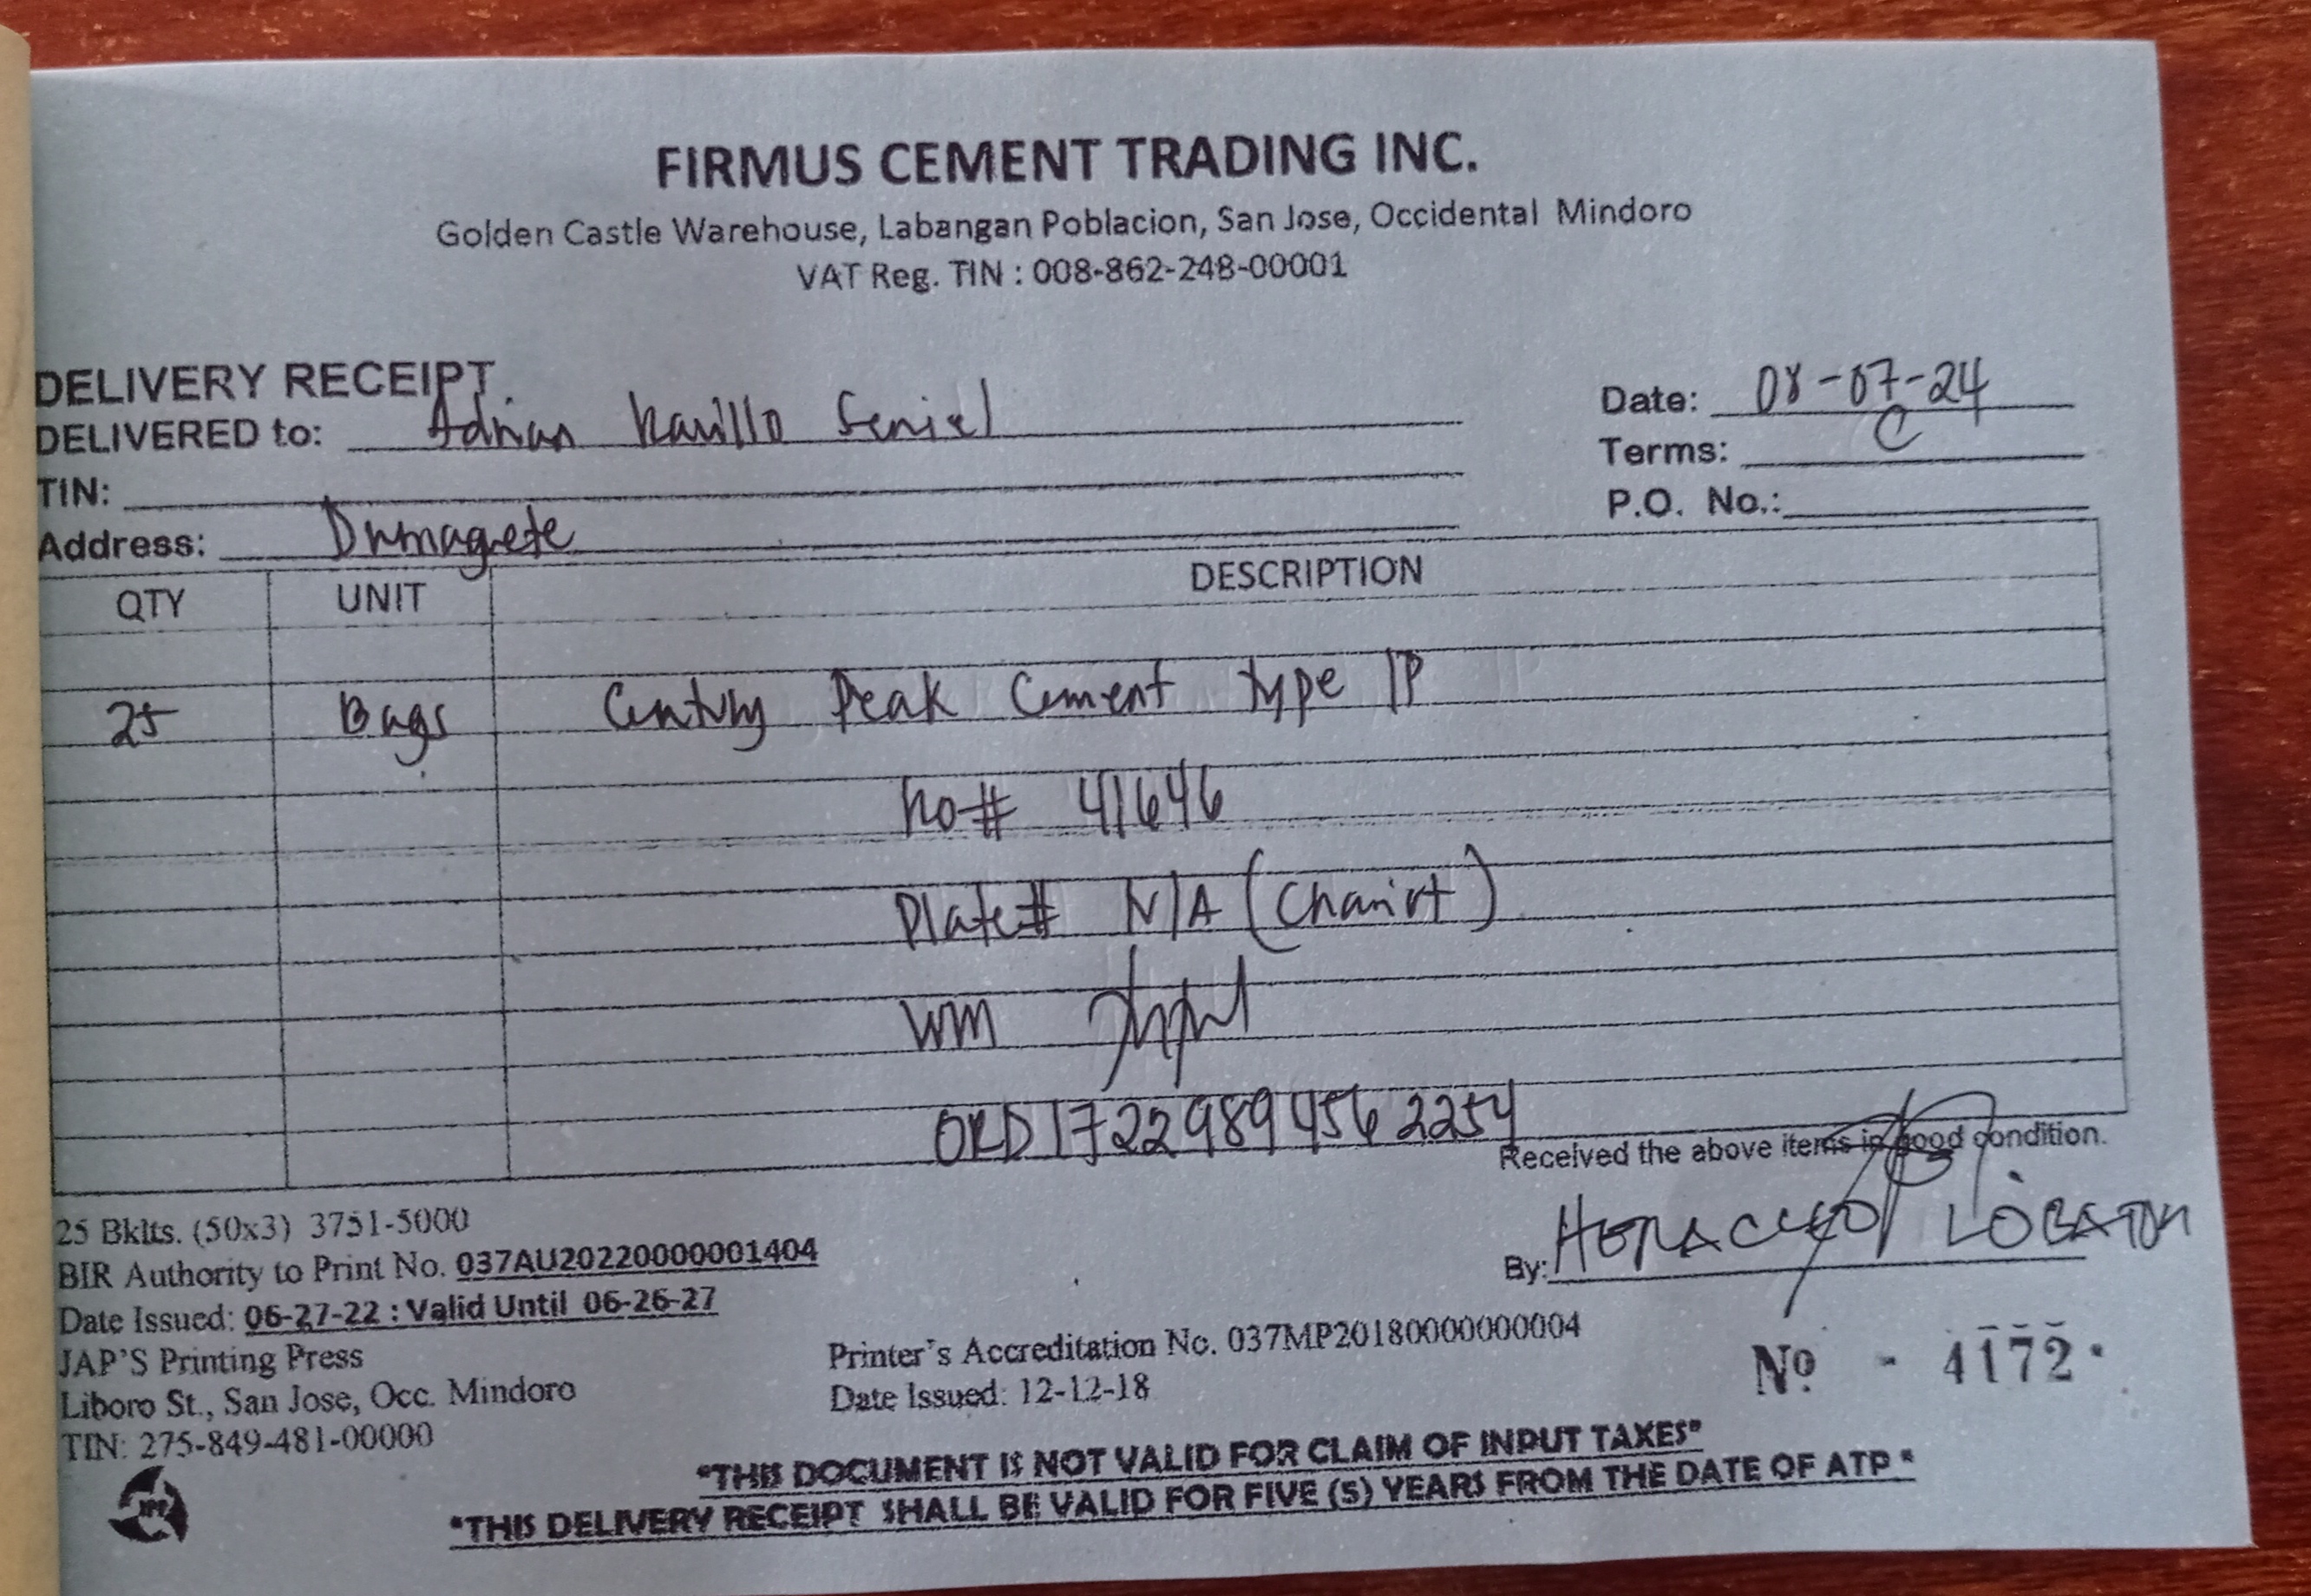 FIRMUS CEMENT TRADING INC.
Golden Castle Warehouse, Labangan Poblacion, San Jose, Occidental Mindoro
VAT Reg. TIN : 008-862-248-00001
DELIVERY RECEIPT
DELIVERED to: Adrian Karillo Seniel
Date: 08-07-24
Terms: C
TIN:
P.O. No.:
Address: Dumaguete
QTY UNIT DESCRIPTION
25 Bags Century Peak Cement Type 1P
# 41646
Plate# N/A (Chariot)
WM
ORD17229894562254
Received the above items in good condition.
By: LOBATON
25 Bklts. (50x3) 3751-5000
BIR Authority to Print No. 037AU20220000001404
Date Issued: 06-27-22 : Valid Until 06-26-27
JAP'S Printing Press
Liboro St., San Jose, Occ. Mindoro
TIN: 275-849-481-00000
Printer's Accreditation No. 037MP20180000000004
Date Issued: 12-12-18
Nº - 4172
"THIS DOCUMENT IS NOT VALID FOR CLAIM OF INPUT TAXES"
"THIS DELIVERY RECEIPT SHALL BE VALID FOR FIVE (5) YEARS FROM THE DATE OF ATP "